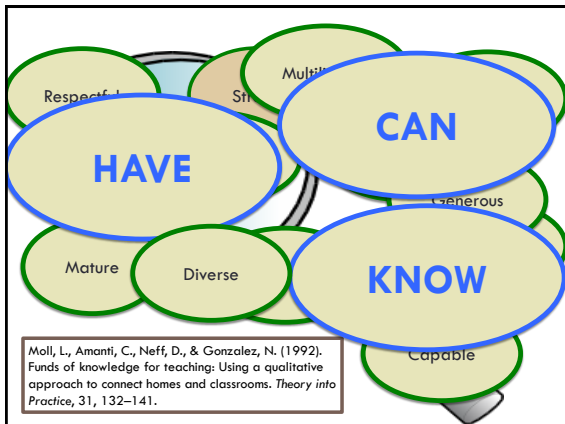 Respectful
CAN
HAVE
Generous
Mature
Diverse
KNOW
Capable
Moll, L., Amanti, C., Neff, D., & Gonzalez, N. (1992).
Funds of knowledge for teaching: Using a qualitative
approach to connect homes and classrooms. Theory into
Practice, 31, 132–141.